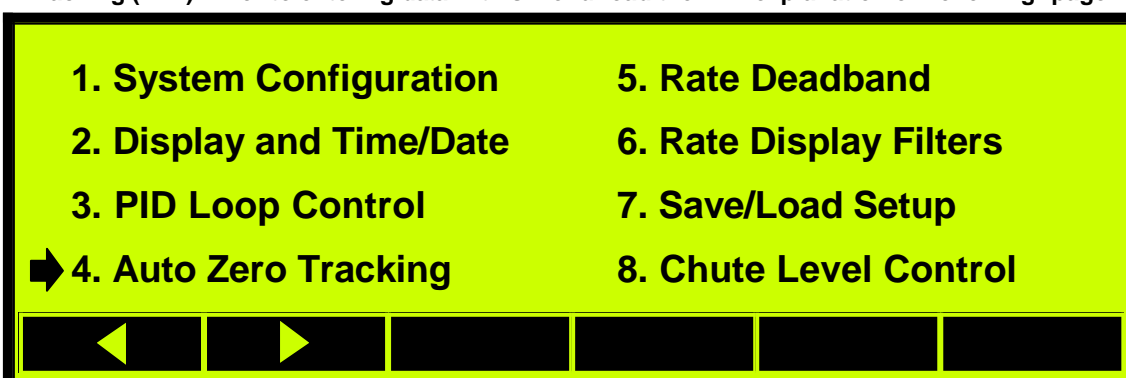 1. System Configuration
2. Display and Time/Date
3. PID Loop Control
4. Auto Zero Tracking
5. Rate Deadband
6. Rate Display Filters
7. Save/Load Setup
8. Chute Level Control